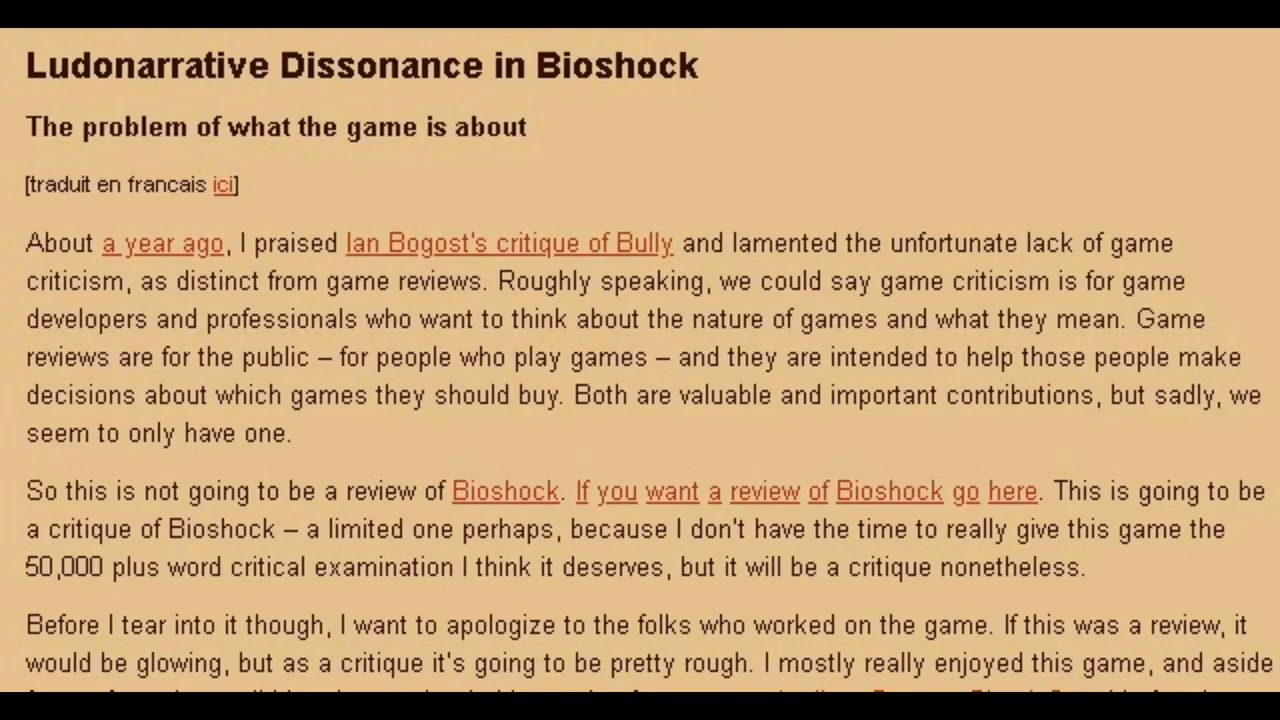 Ludonarrative Dissonance in Bioshock
The problem of what the game is about
[traduit en francais ici]
About a year ago, I praised Ian Bogost's critique of Bully and lamented the unfortunate lack of game
criticism, as distinct from game reviews. Roughly speaking, we could say game criticism is for game
developers and professionals who want to think about the nature of games and what they mean. Game
reviews are for the public – for people who play games – and they are intended to help those people make
decisions about which games they should buy. Both are valuable and important contributions, but sadly, we
seem to only have one.
So this is not going to be a review of Bioshock. If you want a review of Bioshock go here. This is going to be
a critique of Bioshock – a limited one perhaps, because I don't have the time to really give this game the
50,000 plus word critical examination I think it deserves, but it will be a critique nonetheless.
Before I tear into it though, I want to apologize to the folks who worked on the game. If this was a review, it
would be glowing, but as a critique it's going to be pretty rough. I mostly really enjoyed this game, and aside